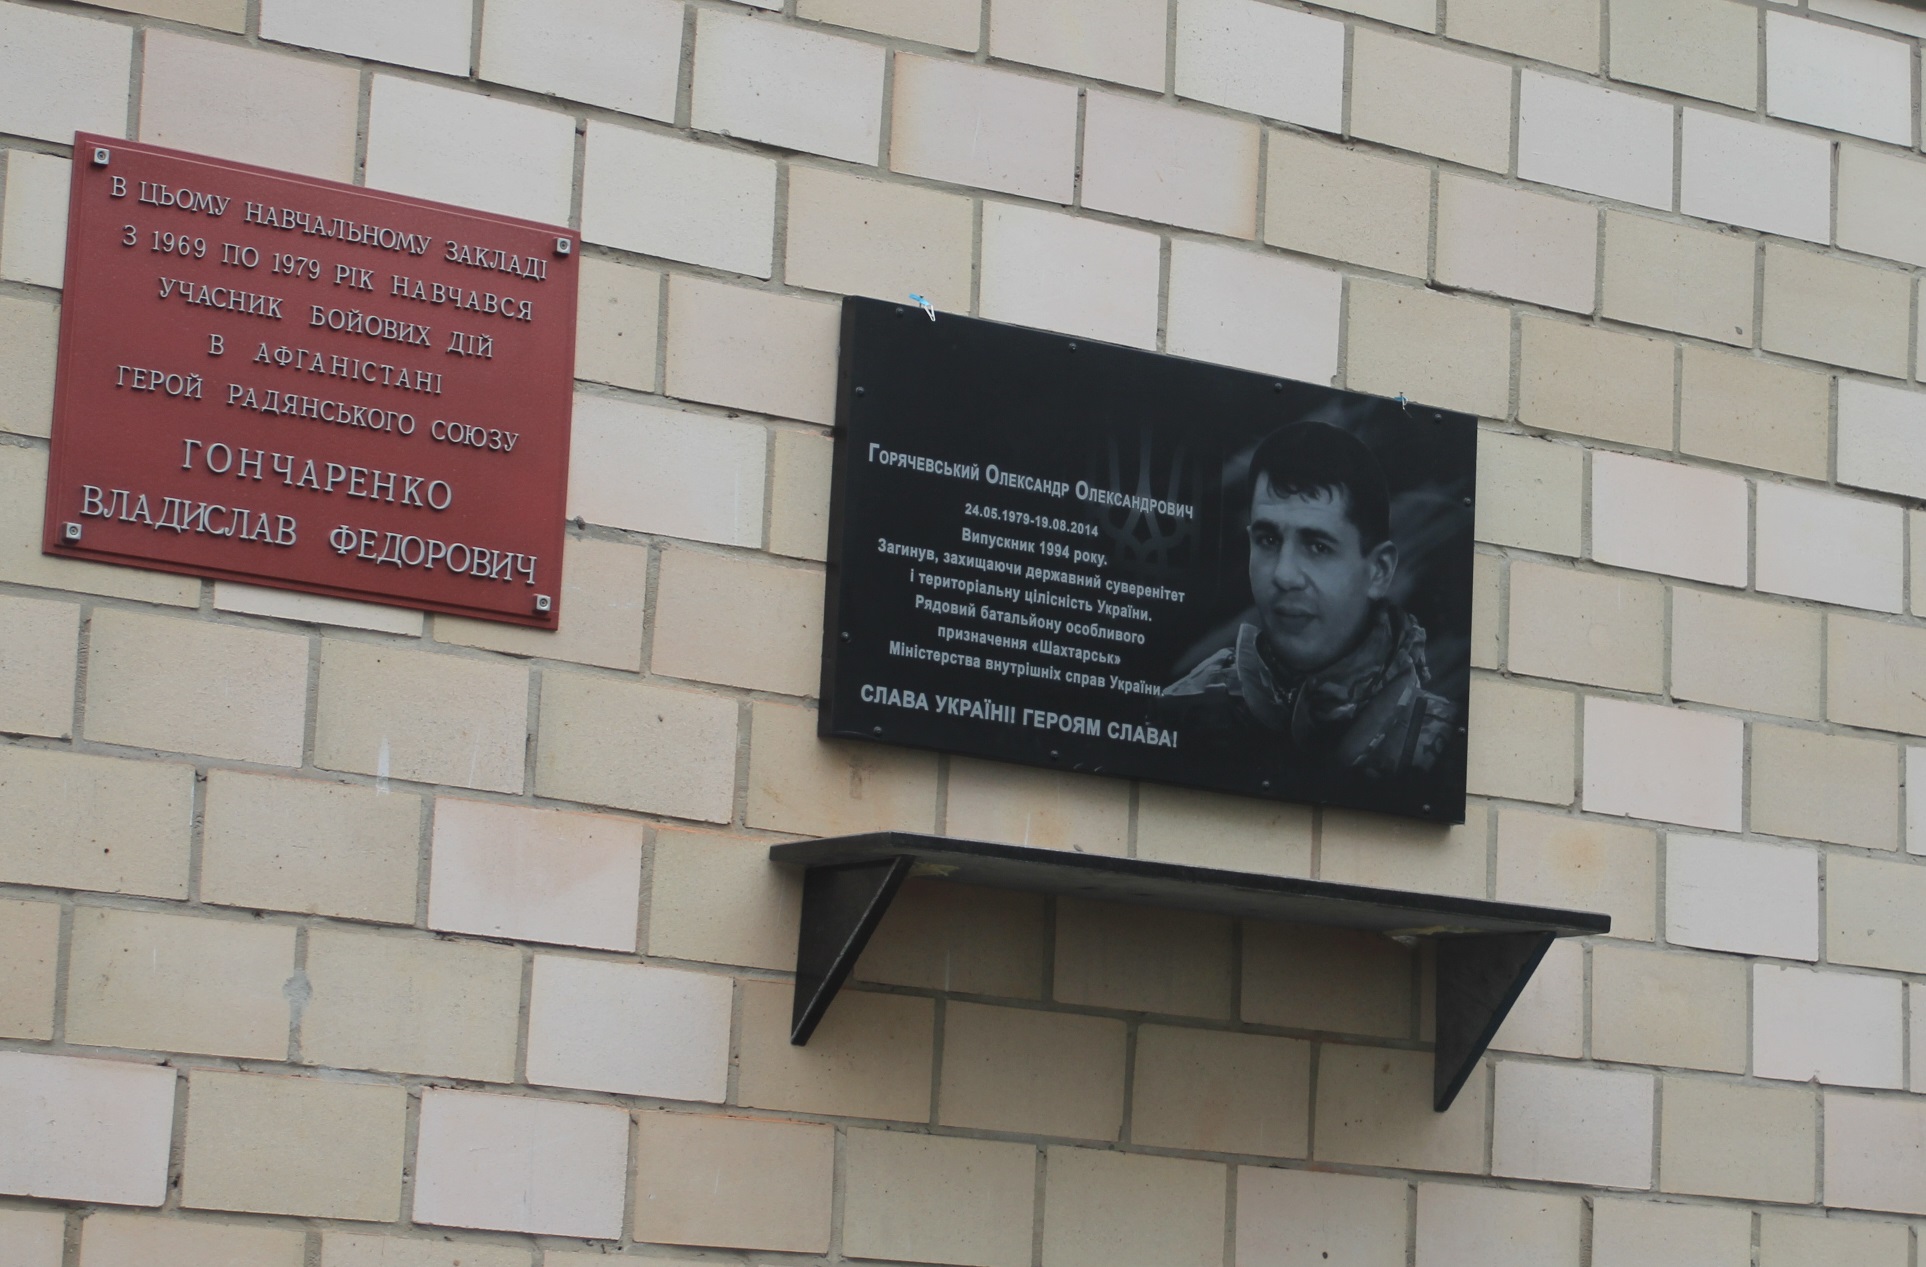 В ЦЬОМУ НАВЧАЛЬНОМУ ЗАКЛАДІ
З 1969 ПО 1979 РІК НАВЧАВСЯ
УЧАСНИК БОЙОВИХ ДІЙ
В АФГАНІСТАНІ
ГЕРОЙ РАДЯНСЬКОГО СОЮЗУ
ГОНЧАРЕНКО
ВЛАДИСЛАВ ФЕДОРОВИЧ
Горячевський Олександр Олександрович
24.05.1979-19.08.2014
Випускник 1994 року.
Загинув, захищаючи державний суверенітет
і територіальну цілісність України.
Рядовий батальйону особливого
призначення «Шахтарськ»
Міністерства внутрішніх справ України.
СЛАВА УКРАЇНІ! ГЕРОЯМ СЛАВА!